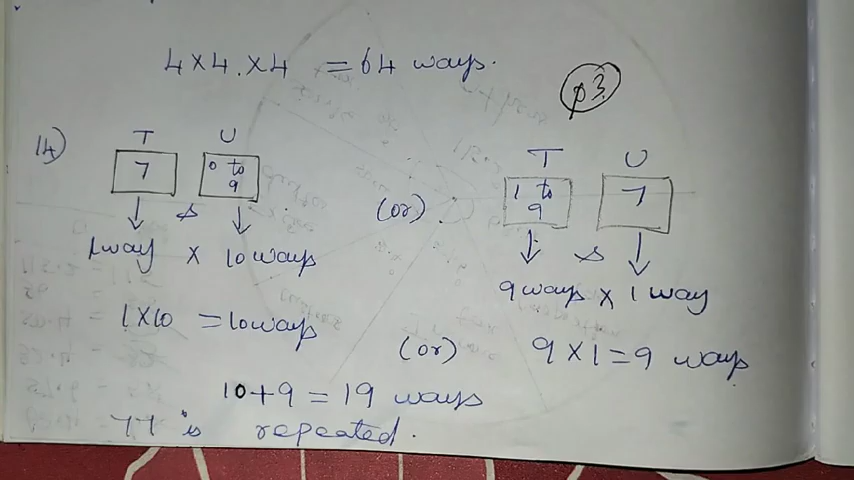 4 x 4 . x 4 = 64 ways.
p3
14)
T U
7 0 to 9
& 
1 way x 10 ways
1 x 10 = 10 ways
(or)
T U
1 to 9 7
&
9 ways x 1 way
(or) 9 x 1 = 9 ways
10 + 9 = 19 ways
77 is repeated.